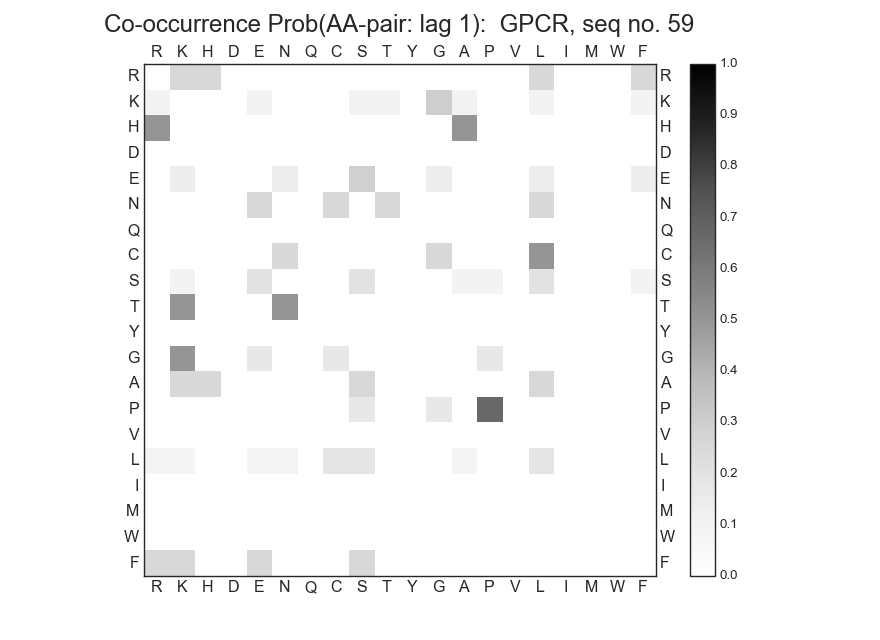 Co-occurrence Prob(AA-pair: lag 1):  GPCR, seq no. 59
R K H D E N Q C S T Y G A P V L I M W F
R R 1.0
K K 0.9
H H
D D 0.8
E E
N N 0.7
Q Q
C C 0.6
S S
T T 0.5
Y Y
G G 0.4
A A
P P 0.3
V V
L L 0.2
I I
M M 0.1
W W
F F 0.0
R K H D E N Q C S T Y G A P V L I M W F